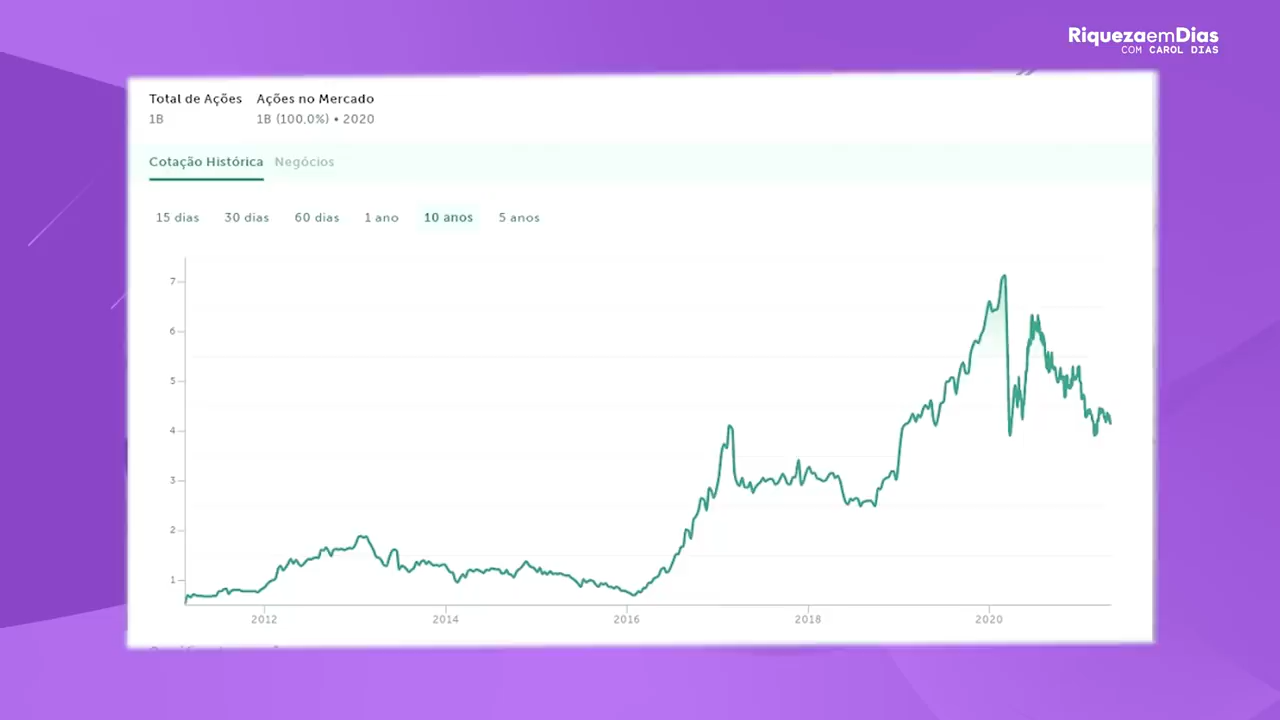 RiquezaemDias
COM CAROL DIAS
Total de Ações Ações no Mercado
1B 1B (100.0%) • 2020
Cotação Histórica Negócios
15 dias 30 dias 60 dias 1 ano 10 anos 5 anos
7
6
5
4
3
2
1
2012 2014 2016 2018 2020